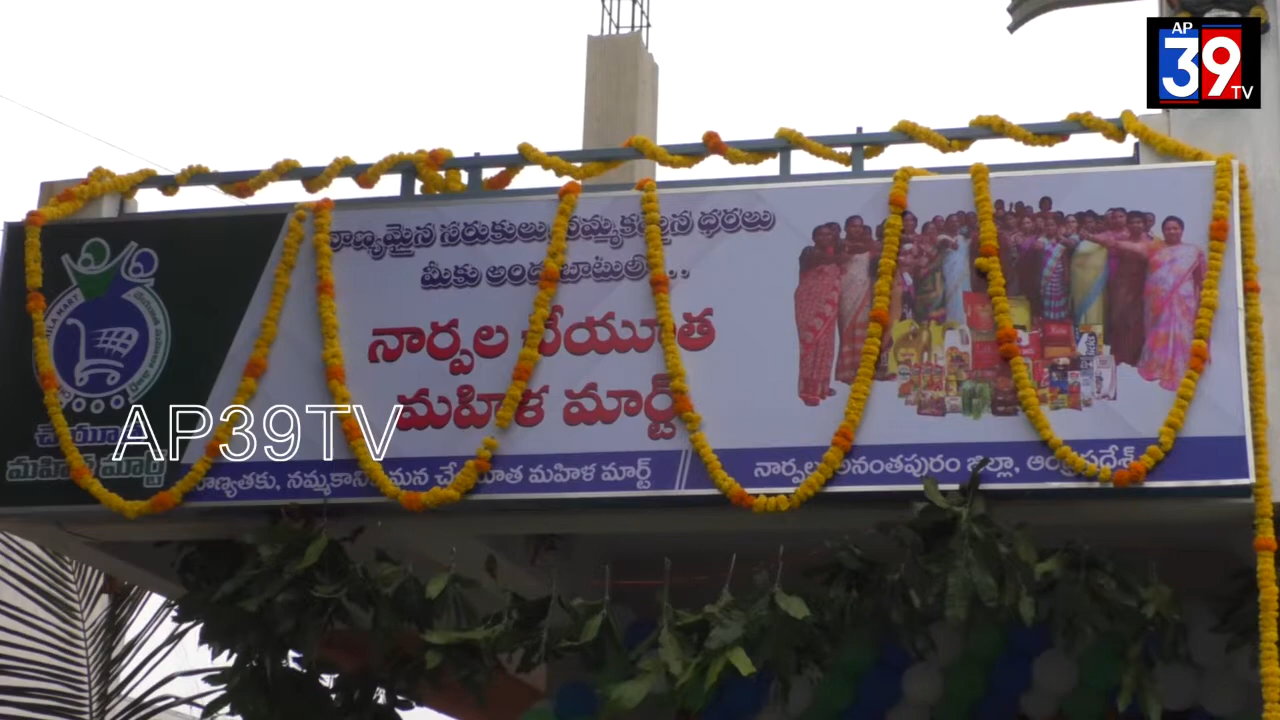 AP
39
TV
నాణ్యమైన సరుకులు నమ్మకమైన ధరలు
మీకు అందుబాటులో...
నార్పల చేయూత
మహిళ మార్ట్
చేయూత
మహిళ మార్ట్
AP39TV
నాణ్యతకు, నమ్మకానికి మన చేయూత మహిళ మార్ట్
నార్పల, అనంతపురం జిల్లా, ఆంధ్రప్రదేశ్